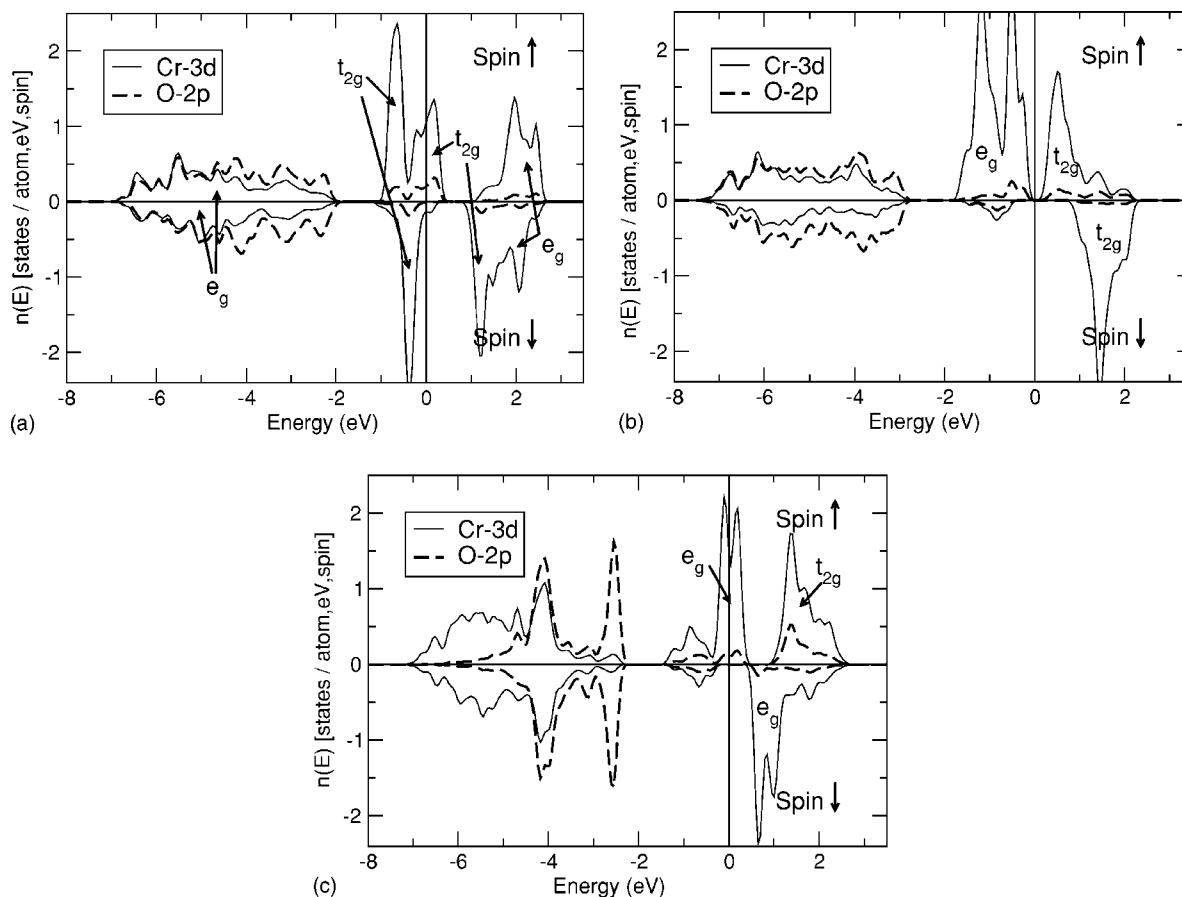 2
1
0
-1
-2
n(E) [states / atom,eV,spin]
Cr-3d
O-2p
Spin ↑
Spin ↓
t2g
t2g
eg
eg
-8 -6 -4 -2 0 2
(a) Energy (eV)
2
1
0
-1
-2
n(E) [states / atom,eV,spin]
Cr-3d
O-2p
Spin ↑
Spin ↓
eg
t2g
t2g
-8 -6 -4 -2 0 2
(b) Energy (eV)
2
1
0
-1
-2
n(E) [states / atom,eV,spin]
Cr-3d
O-2p
Spin ↑
Spin ↓
eg
t2g
eg
-8 -6 -4 -2 0 2
(c) Energy (eV)